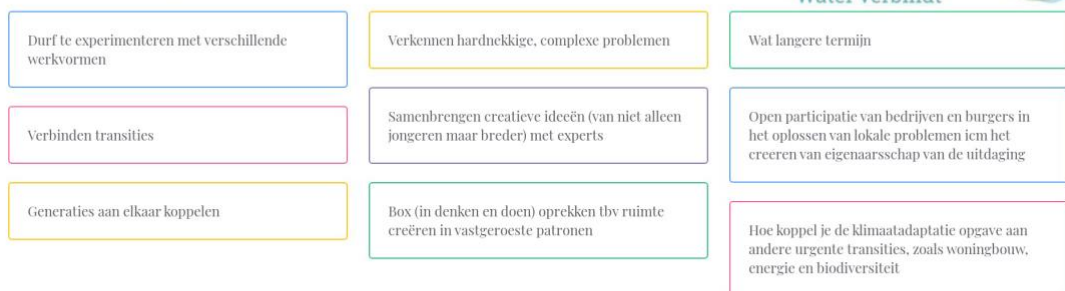 Water verbindt
Durf te experimenteren met verschillende
werkvormen
Verbinden transities
Generaties aan elkaar koppelen
Verkennen hardnekkige, complexe problemen
Samenbrengen creatieve ideeën (van niet alleen
jongeren maar breder) met experts
Box (in denken en doen) oprekken tbv ruimte
creëren in vastgeroeste patronen
Wat langere termijn
Open participatie van bedrijven en burgers in
het oplossen van lokale problemen icm het
creeren van eigenaarsschap van de uitdaging
Hoe koppel je de klimaatadaptatie opgave aan
andere urgente transities, zoals woningbouw,
energie en biodiversiteit